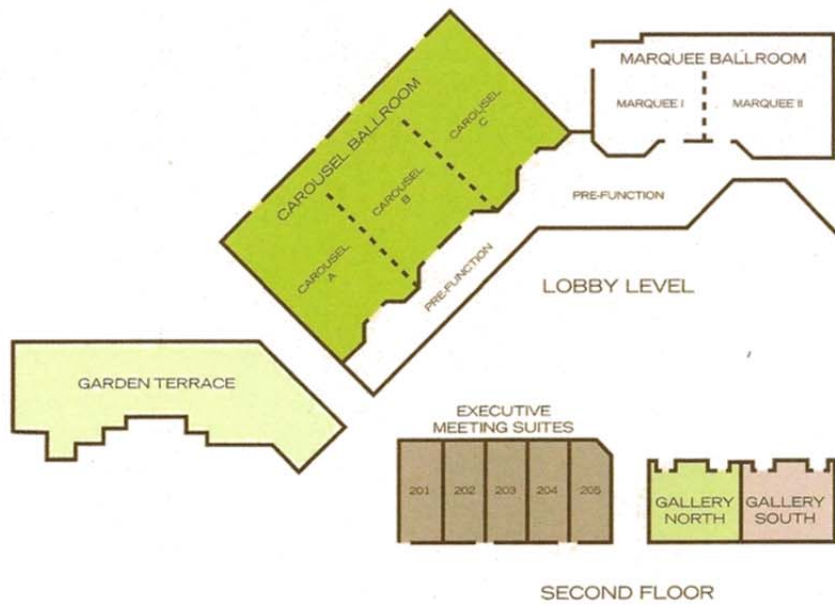 CAROUSEL BALLROOM
CAROUSEL
A
CAROUSEL
B
CAROUSEL
C
PRE-FUNCTION
MARQUEE BALLROOM
MARQUEE I
MARQUEE II
PRE-FUNCTION
LOBBY LEVEL
GARDEN TERRACE
EXECUTIVE
MEETING SUITES
201
202
203
204
205
GALLERY
NORTH
GALLERY
SOUTH
SECOND FLOOR